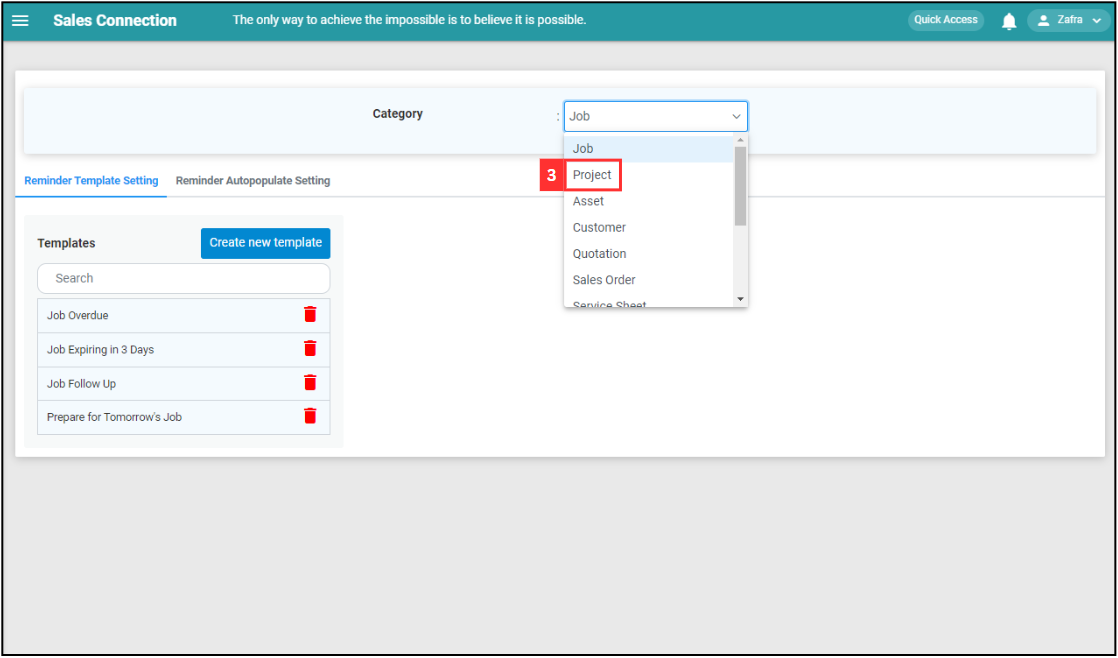 Sales Connection The only way to achieve the impossible is to believe it is possible. Quick Access Zafra
Category : Job
Job
3 Project
Asset
Customer
Quotation
Sales Order
Service Sheet
Reminder Template Setting Reminder Autopopulate Setting
Templates Create new template
Search
Job Overdue
Job Expiring in 3 Days
Job Follow Up
Prepare for Tomorrow's Job